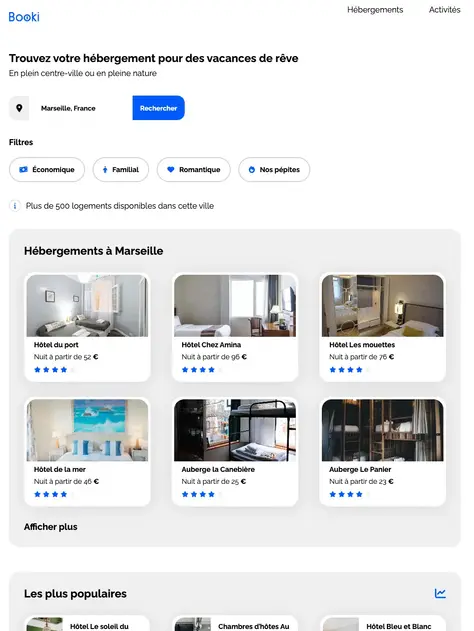 Booki
Hébergements
Activités
Trouvez votre hébergement pour des vacances de rêve
En plein centre-ville ou en pleine nature
Marseille, France
Rechercher
Filtres
Économique
Familial
Romantique
Nos pépites
Plus de 500 logements disponibles dans cette ville
Hébergements à Marseille
Hôtel du port
Nuit à partir de 52 €
Hôtel Chez Amina
Nuit à partir de 96 €
Hôtel Les mouettes
Nuit à partir de 76 €
Hôtel de la mer
Nuit à partir de 46 €
Auberge la Canebière
Nuit à partir de 25 €
Auberge Le Panier
Nuit à partir de 23 €
Afficher plus
Les plus populaires
Hôtel Le soleil du
Chambres d'hôtes Au
Hôtel Bleu et Blanc